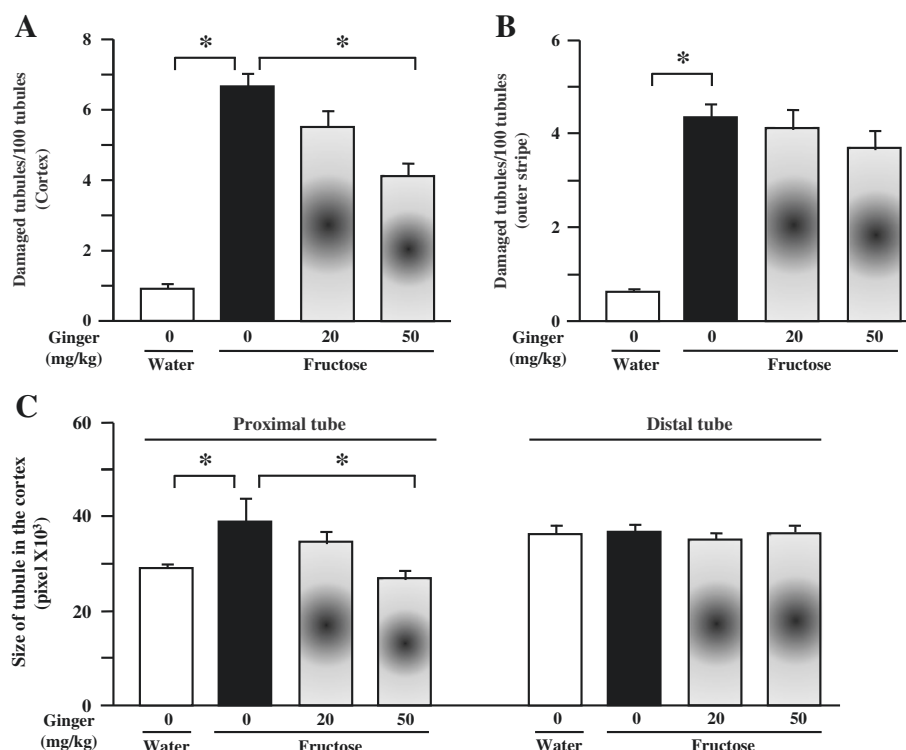 A
Damaged tubules/100 tubules
(Cortex)
8
6
4
2
0
* *
Ginger
(mg/kg)
0 0 20 50
Water Fructose
B
Damaged tubules/100 tubules
(outer stripe)
6
4
2
0
*
0 0 20 50
Water Fructose
C
Size of tubule in the cortex
(pixel X10³)
60
40
20
0
Proximal tube Distal tube
* *
Ginger
(mg/kg)
0 0 20 50 0 0 20 50
Water Fructose Water Fructose